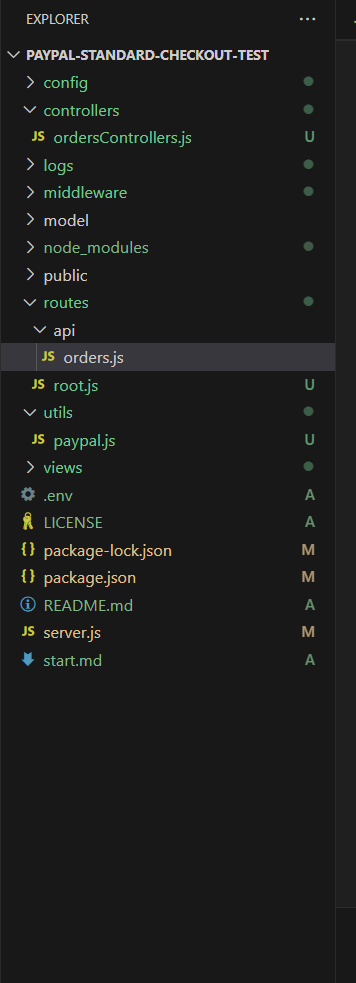 EXPLORER ...
PAYPAL-STANDARD-CHECKOUT-TEST
config
controllers
JS ordersControllers.js U
logs
middleware
model
node_modules
public
routes
api
JS orders.js
JS root.js U
utils
JS paypal.js U
views
.env A
LICENSE A
{} package-lock.json M
{} package.json M
README.md A
JS server.js M
start.md A